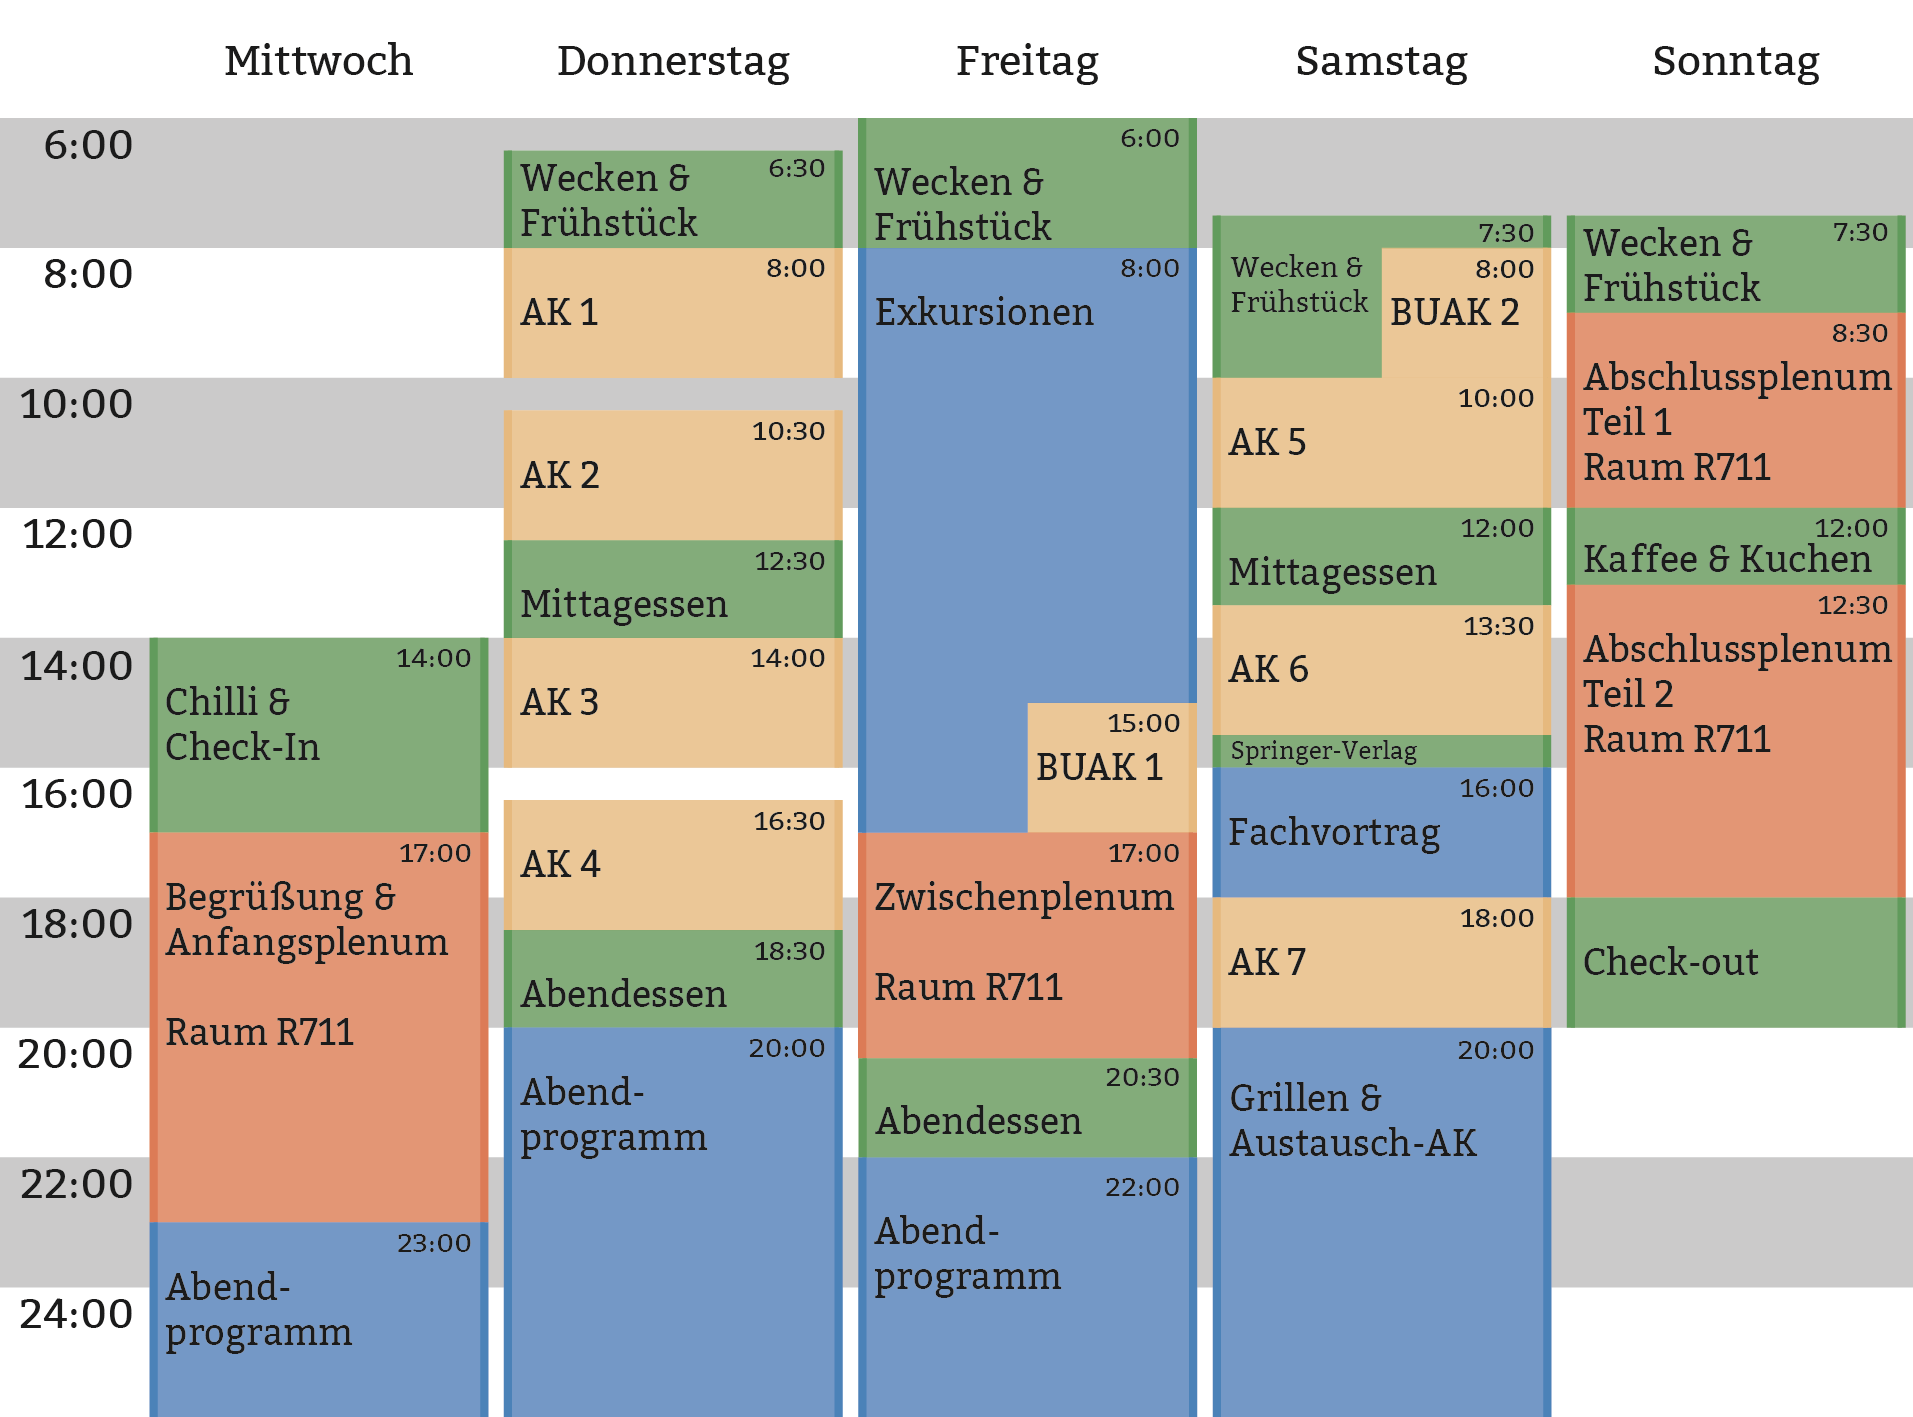 Mittwoch
Donnerstag
Freitag
Samstag
Sonntag
6:00
8:00
10:00
12:00
14:00
16:00
18:00
20:00
22:00
24:00
14:00
Chilli &
Check-In
17:00
Begrüßung &
Anfangsplenum
Raum R711
23:00
Abend-
programm
6:30
Wecken &
Frühstück
8:00
AK 1
10:30
AK 2
12:30
Mittagessen
14:00
AK 3
16:30
AK 4
18:30
Abendessen
20:00
Abend-
programm
6:00
Wecken &
Frühstück
8:00
Exkursionen
15:00
BUAK 1
17:00
Zwischenplenum
Raum R711
20:30
Abendessen
22:00
Abend-
programm
7:30
Wecken &
Frühstück
8:00
BUAK 2
10:00
AK 5
12:00
Mittagessen
13:30
AK 6
Springer-Verlag
16:00
Fachvortrag
18:00
AK 7
20:00
Grillen &
Austausch-AK
7:30
Wecken &
Frühstück
8:30
Abschlussplenum
Teil 1
Raum R711
12:00
Kaffee & Kuchen
12:30
Abschlussplenum
Teil 2
Raum R711
Check-out